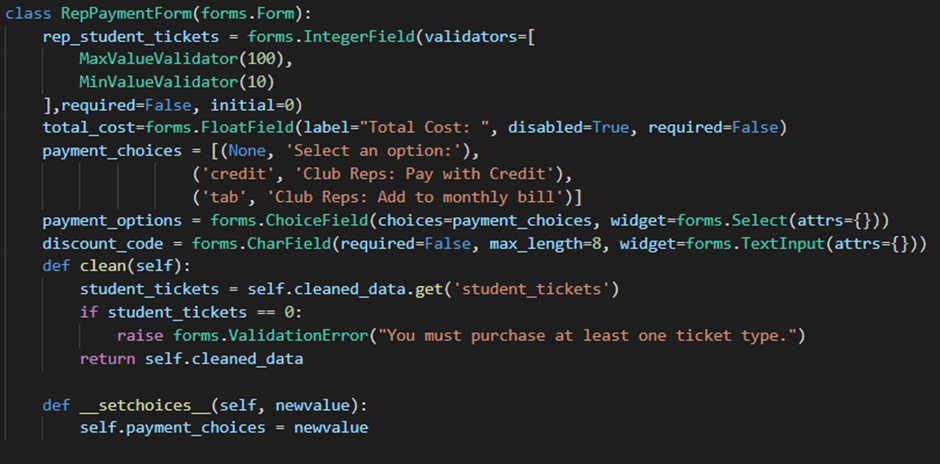 class RepPaymentForm(forms.Form):
    rep_student_tickets = forms.IntegerField(validators=[
        MaxValueValidator(100),
        MinValueValidator(10)
    ],required=False, initial=0)
    total_cost=forms.FloatField(label="Total Cost: ", disabled=True, required=False)
    payment_choices = [(None, 'Select an option:'),
                    ('credit', 'Club Reps: Pay with Credit'),
                    ('tab', 'Club Reps: Add to monthly bill')]
    payment_options = forms.ChoiceField(choices=payment_choices, widget=forms.Select(attrs={}))
    discount_code = forms.CharField(required=False, max_length=8, widget=forms.TextInput(attrs={}))
    def clean(self):
        student_tickets = self.cleaned_data.get('student_tickets')
        if student_tickets == 0:
            raise forms.ValidationError("You must purchase at least one ticket type.")
        return self.cleaned_data

    def __setchoices__(self, newvalue):
        self.payment_choices = newvalue